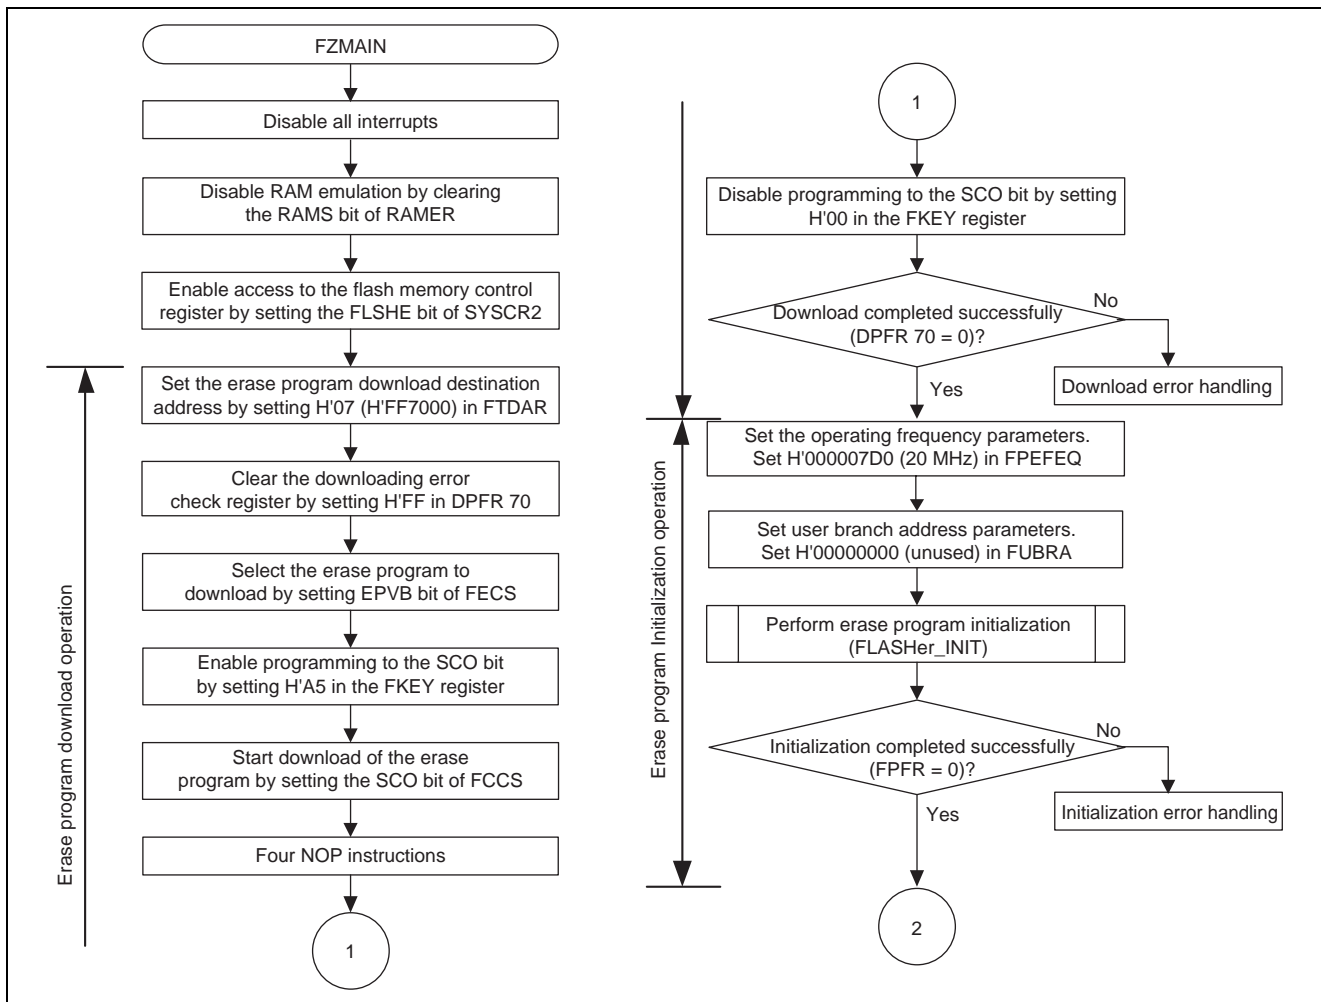 FZMAIN
Disable all interrupts
Disable RAM emulation by clearing
the RAMS bit of RAMER
Enable access to the flash memory control
register by setting the FLSHE bit of SYSCR2
Set the erase program download destination
address by setting H'07 (H'FF7000) in FTDAR
Clear the downloading error
check register by setting H'FF in DPFR 70
Select the erase program to
download by setting EPVB bit of FECS
Enable programming to the SCO bit
by setting H'A5 in the FKEY register
Start download of the erase
program by setting the SCO bit of FCCS
Four NOP instructions
1
Erase program download operation
1
Disable programming to the SCO bit by setting
H'00 in the FKEY register
Download completed successfully
(DPFR 70 = 0)?
No
Download error handling
Yes
Set the operating frequency parameters.
Set H'000007D0 (20 MHz) in FPEFEQ
Set user branch address parameters.
Set H'00000000 (unused) in FUBRA
Perform erase program initialization
(FLASHer_INIT)
Initialization completed successfully
(FPFR = 0)?
No
Initialization error handling
Yes
2
Erase program Initialization operation